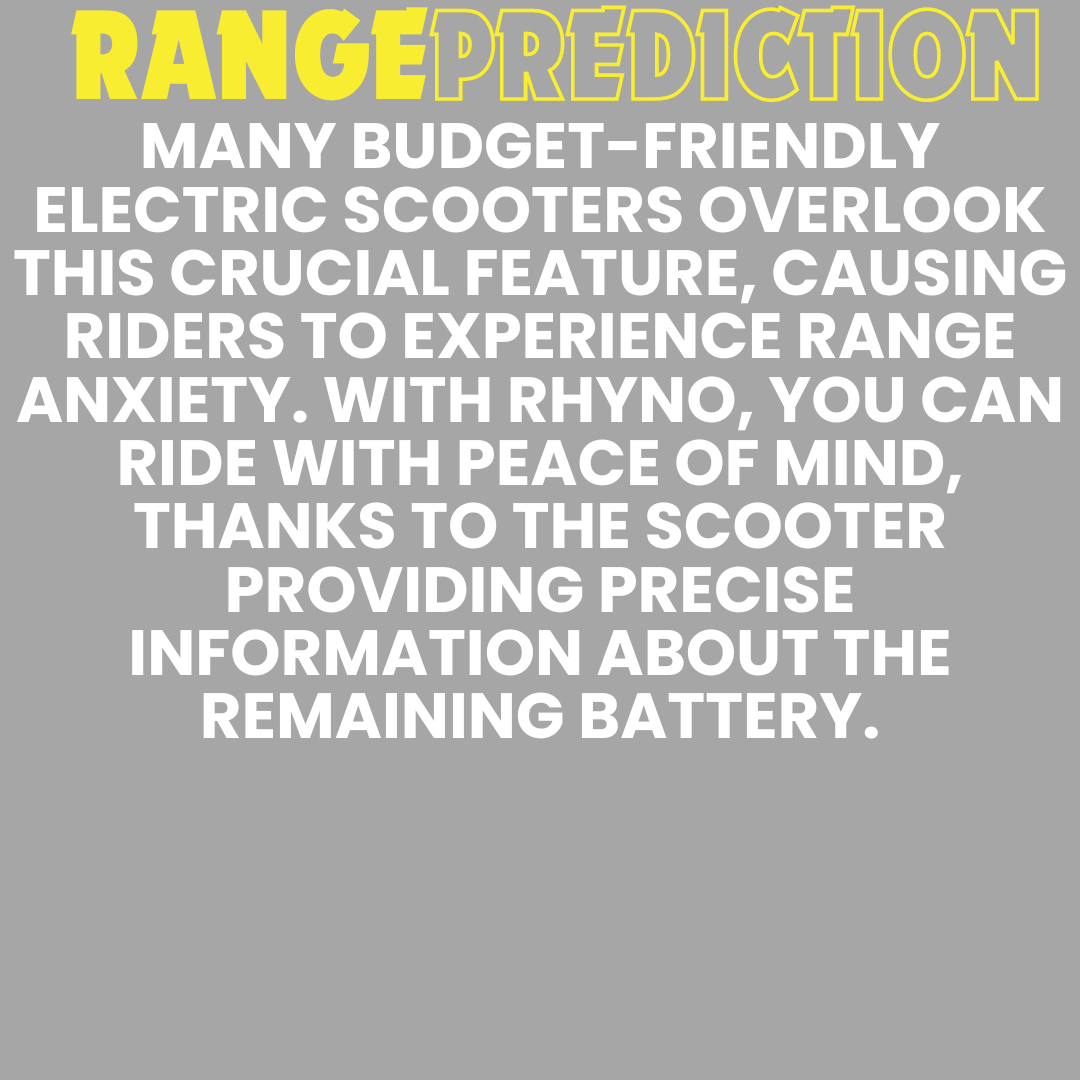 RANGEPREDICTION
MANY BUDGET-FRIENDLY
ELECTRIC SCOOTERS OVERLOOK
THIS CRUCIAL FEATURE, CAUSING
RIDERS TO EXPERIENCE RANGE
ANXIETY. WITH RHYNO, YOU CAN
RIDE WITH PEACE OF MIND,
THANKS TO THE SCOOTER
PROVIDING PRECISE
INFORMATION ABOUT THE
REMAINING BATTERY.